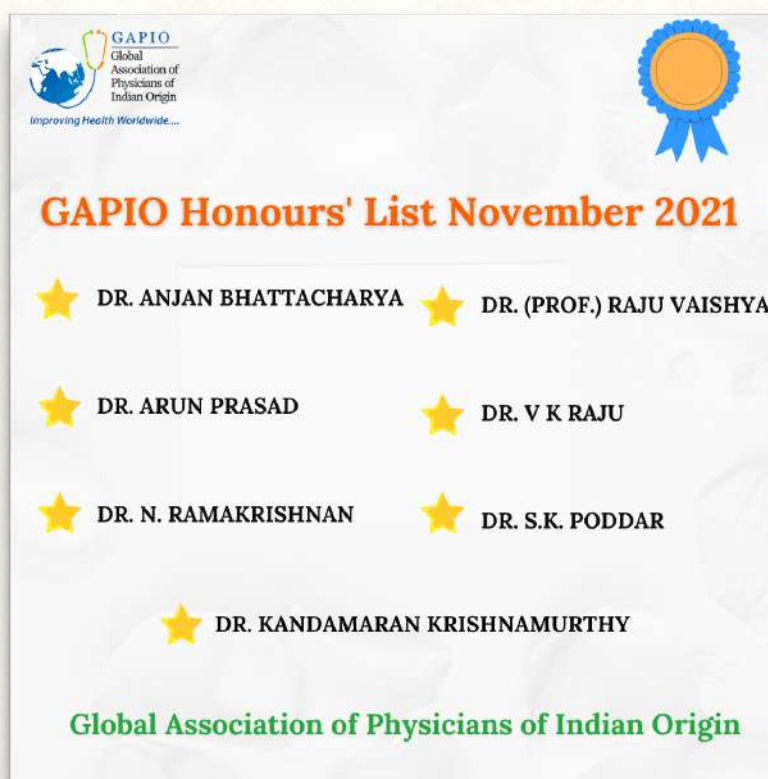 GAPIO
Global
Association of
Physicians of
Indian Origin
Improving Health Worldwide....
GAPIO Honours' List November 2021
DR. ANJAN BHATTACHARYA
DR. (PROF.) RAJU VAISHYA
DR. ARUN PRASAD
DR. V K RAJU
DR. N. RAMAKRISHNAN
DR. S.K. PODDAR
DR. KANDAMARAN KRISHNAMURTHY
Global Association of Physicians of Indian Origin